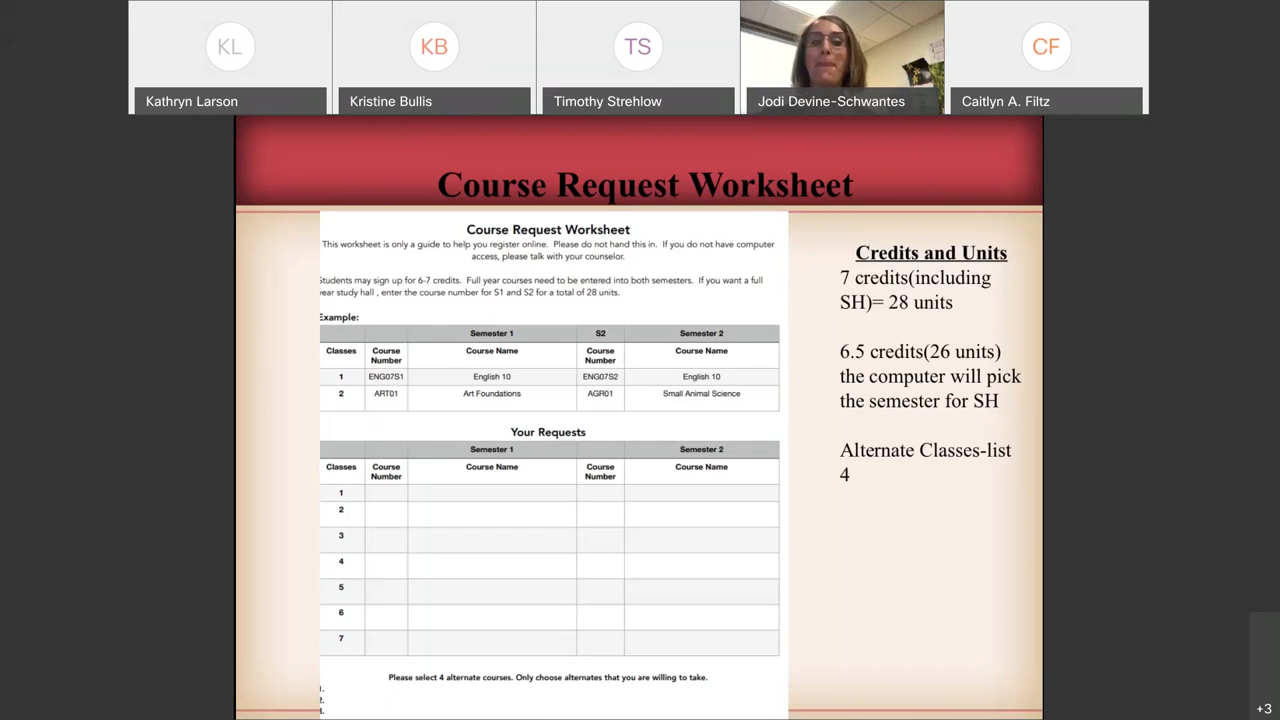 KL
KB
TS
CF
Kathryn Larson
Kristine Bullis
Timothy Strehlow
Jodi Devine-Schwantes
Caitlyn A. Filtz
Course Request Worksheet
Course Request Worksheet
This worksheet is only a guide to help you register online. Please do not hand this in. If you do not have computer
access, please talk with your counselor.
Students may sign up for 6-7 credits. Full year courses need to be entered into both semesters. If you want a full
year study hall , enter the course number for S1 and S2 for a total of 28 units.
Example:
Semester 1 S2 Semester 2
Classes Course Number Course Name Course Number Course Name
1 ENG07S1 English 10 ENG07S2 English 10
2 ART01 Art Foundations AGR01 Small Animal Science
Your Requests
Semester 1 Semester 2
Classes Course Number Course Name Course Number Course Name
1
2
3
4
5
6
7
Please select 4 alternate courses. Only choose alternates that you are willing to take.
1.
2.
3.
Credits and Units
7 credits(including
SH)= 28 units
6.5 credits(26 units)
the computer will pick
the semester for SH
Alternate Classes-list
4
+3